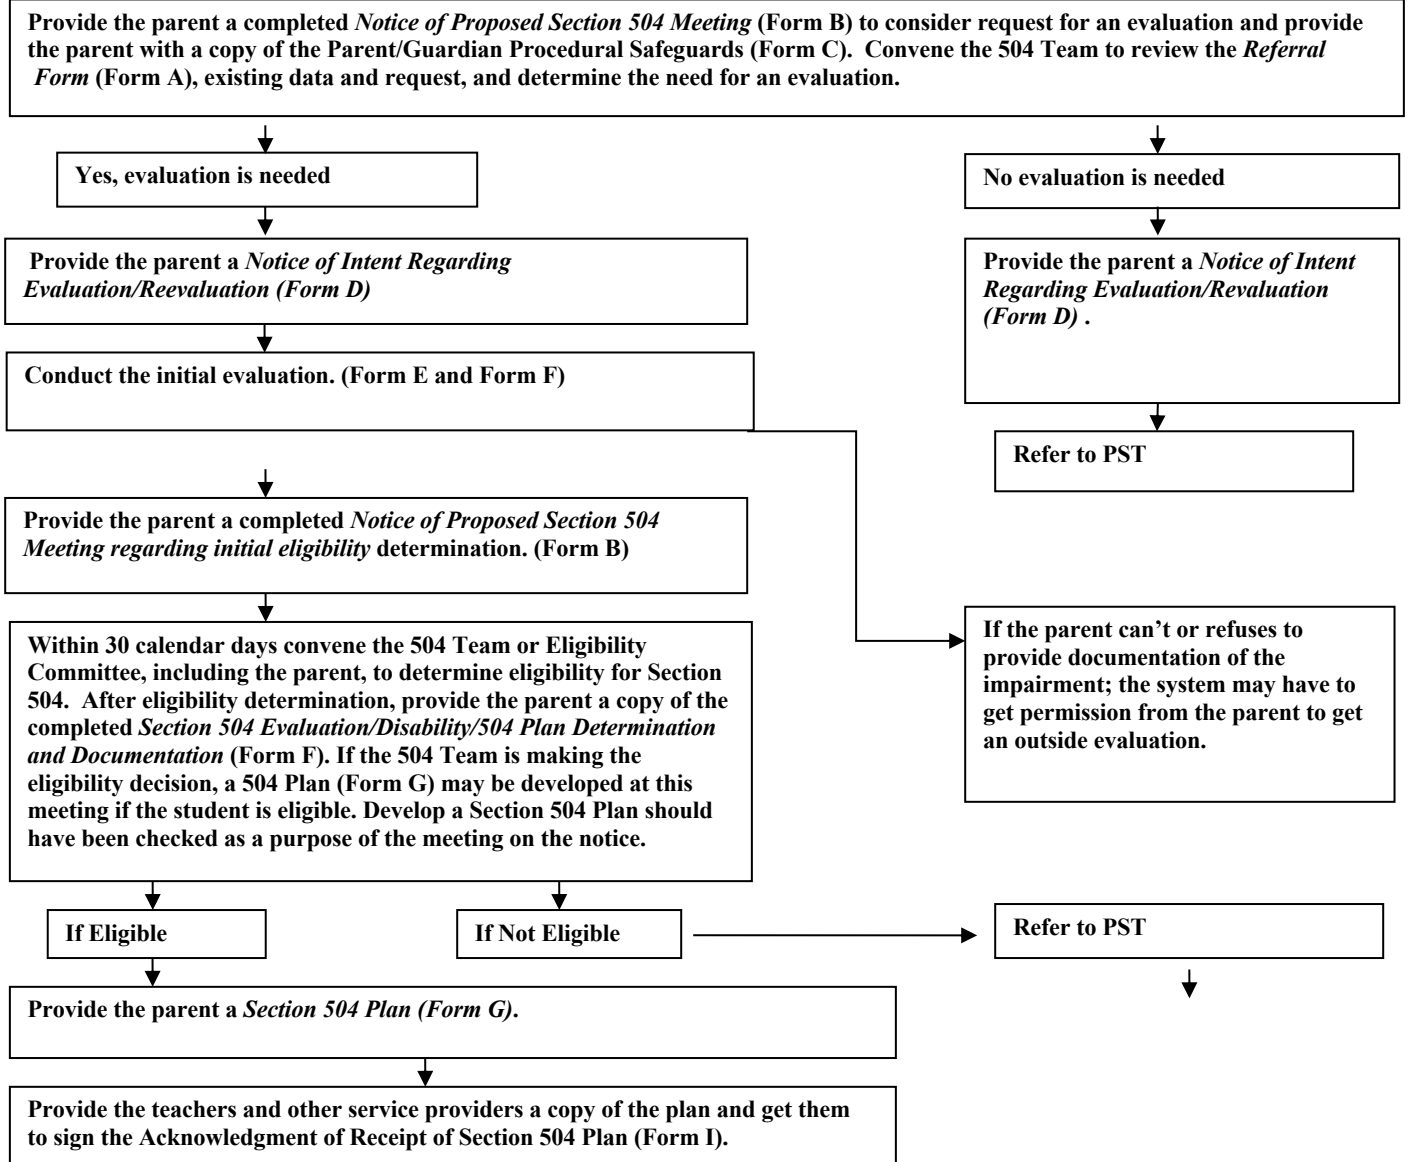 Provide the parent a completed Notice of Proposed Section 504 Meeting (Form B) to consider request for an evaluation and provide
the parent with a copy of the Parent/Guardian Procedural Safeguards (Form C).  Convene the 504 Team to review the Referral
Form (Form A), existing data and request, and determine the need for an evaluation.
Yes, evaluation is needed
No evaluation is needed
Provide the parent a Notice of Intent Regarding
Evaluation/Reevaluation (Form D)
Provide the parent a Notice of Intent
Regarding Evaluation/Revaluation
(Form D) .
Conduct the initial evaluation. (Form E and Form F)
Refer to PST
Provide the parent a completed Notice of Proposed Section 504
Meeting regarding initial eligibility determination. (Form B)
Within 30 calendar days convene the 504 Team or Eligibility
Committee, including the parent, to determine eligibility for Section
504.  After eligibility determination, provide the parent a copy of the
completed Section 504 Evaluation/Disability/504 Plan Determination
and Documentation (Form F). If the 504 Team is making the
eligibility decision, a 504 Plan (Form G) may be developed at this
meeting if the student is eligible. Develop a Section 504 Plan should
have been checked as a purpose of the meeting on the notice.
If the parent can’t or refuses to
provide documentation of the
impairment; the system may have to
get permission from the parent to get
an outside evaluation.
If Eligible
If Not Eligible
Refer to PST
Provide the parent a Section 504 Plan (Form G).
Provide the teachers and other service providers a copy of the plan and get them
to sign the Acknowledgment of Receipt of Section 504 Plan (Form I).